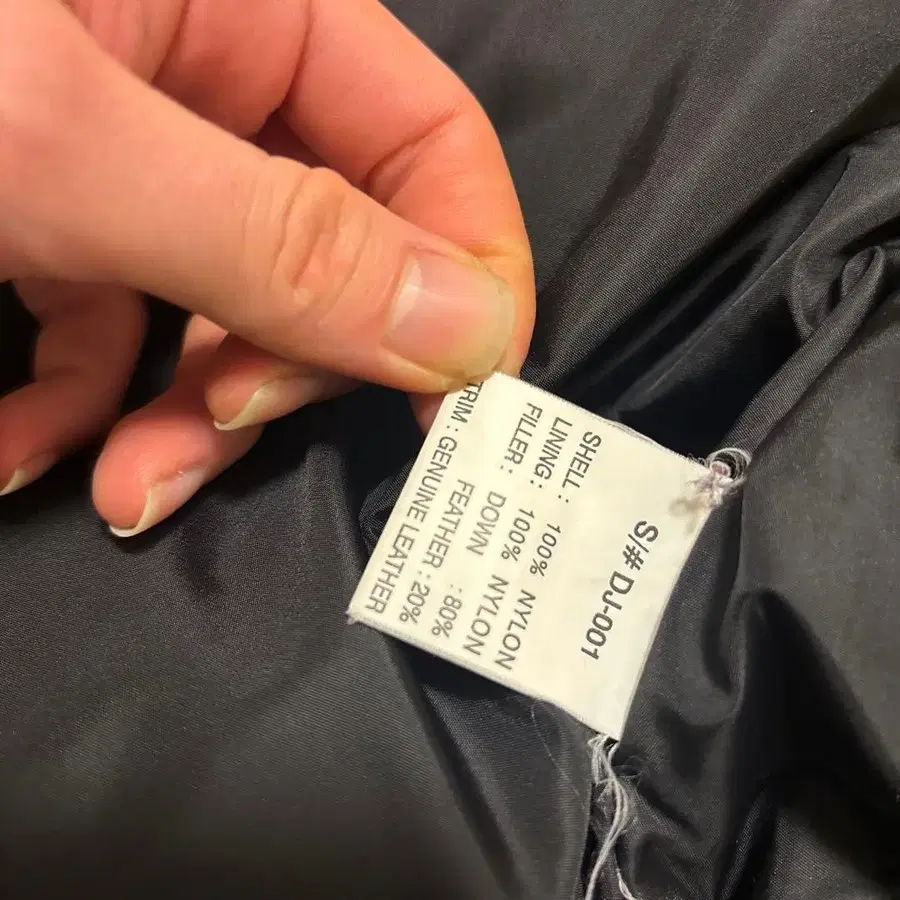 S/# DJ-001
SHELL : 100% NYLON
LINING: 100% NYLON
FILLER: DOWN :80%
FEATHER:20%
TRIM : GENUINE LEATHER